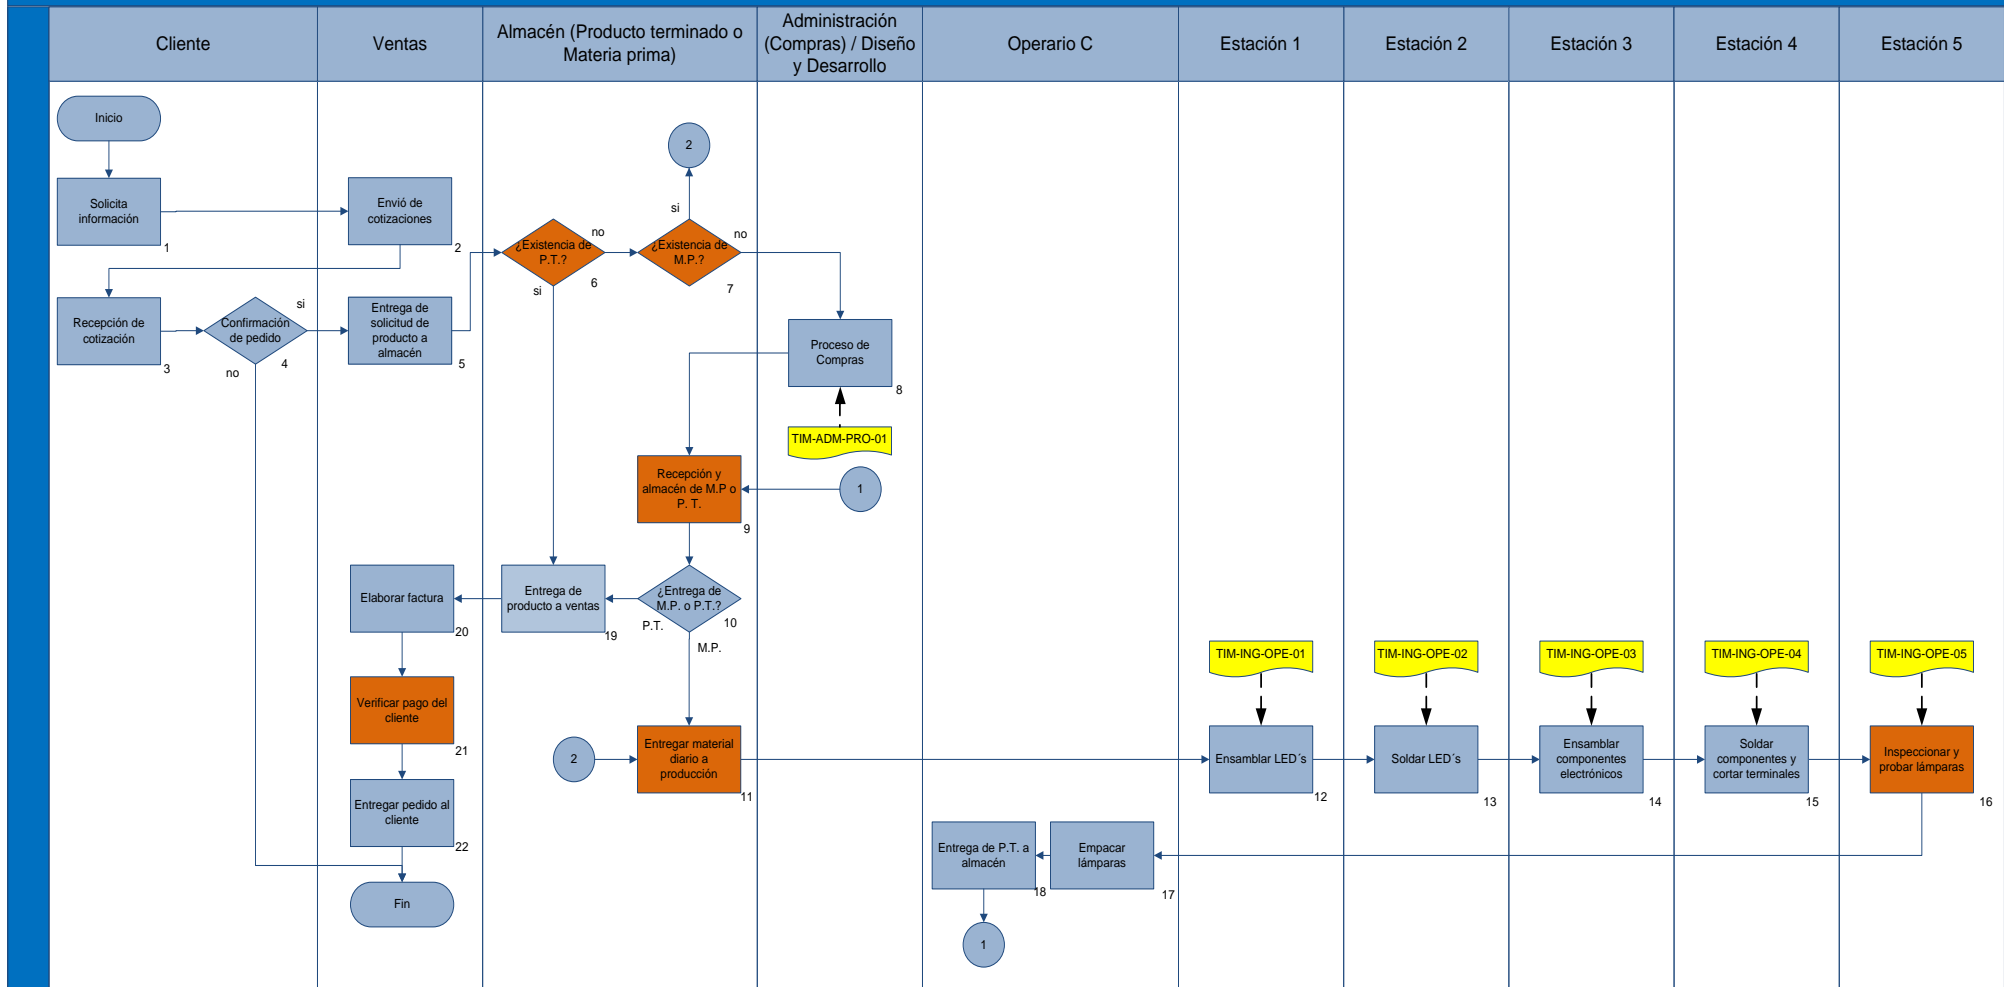 Cliente
Ventas
Almacén (Producto terminado o
Materia prima)
Administración
(Compras) / Diseño
y Desarrollo
Operario C
Estación 1
Estación 2
Estación 3
Estación 4
Estación 5
Inicio
2
Solicita
información
1
Envió de
cotizaciones
2
si
¿Existencia de
P.T.?
no
6
si
¿Existencia de
M.P.?
no
7
Recepción de
cotización
3
Confirmación
de pedido
si
4
no
Entrega de
solicitud de
producto a
almacén
5
Proceso de
Compras
8
TIM-ADM-PRO-01
Recepción y
almacén de M.P o
P. T.
9
1
Elaborar factura
20
Entrega de
producto a ventas
19
¿Entrega de
M.P. o P.T.?
10
P.T.
M.P.
TIM-ING-OPE-01
TIM-ING-OPE-02
TIM-ING-OPE-03
TIM-ING-OPE-04
TIM-ING-OPE-05
Verificar pago del
cliente
21
2
Entregar material
diario a
producción
11
Ensamblar LED´s
12
Soldar LED´s
13
Ensamblar
componentes
electrónicos
14
Soldar
componentes y
cortar terminales
15
Inspeccionar y
probar lámparas
16
Entregar pedido al
cliente
22
Entrega de P.T. a
almacén
18
Empacar
lámparas
17
Fin
1